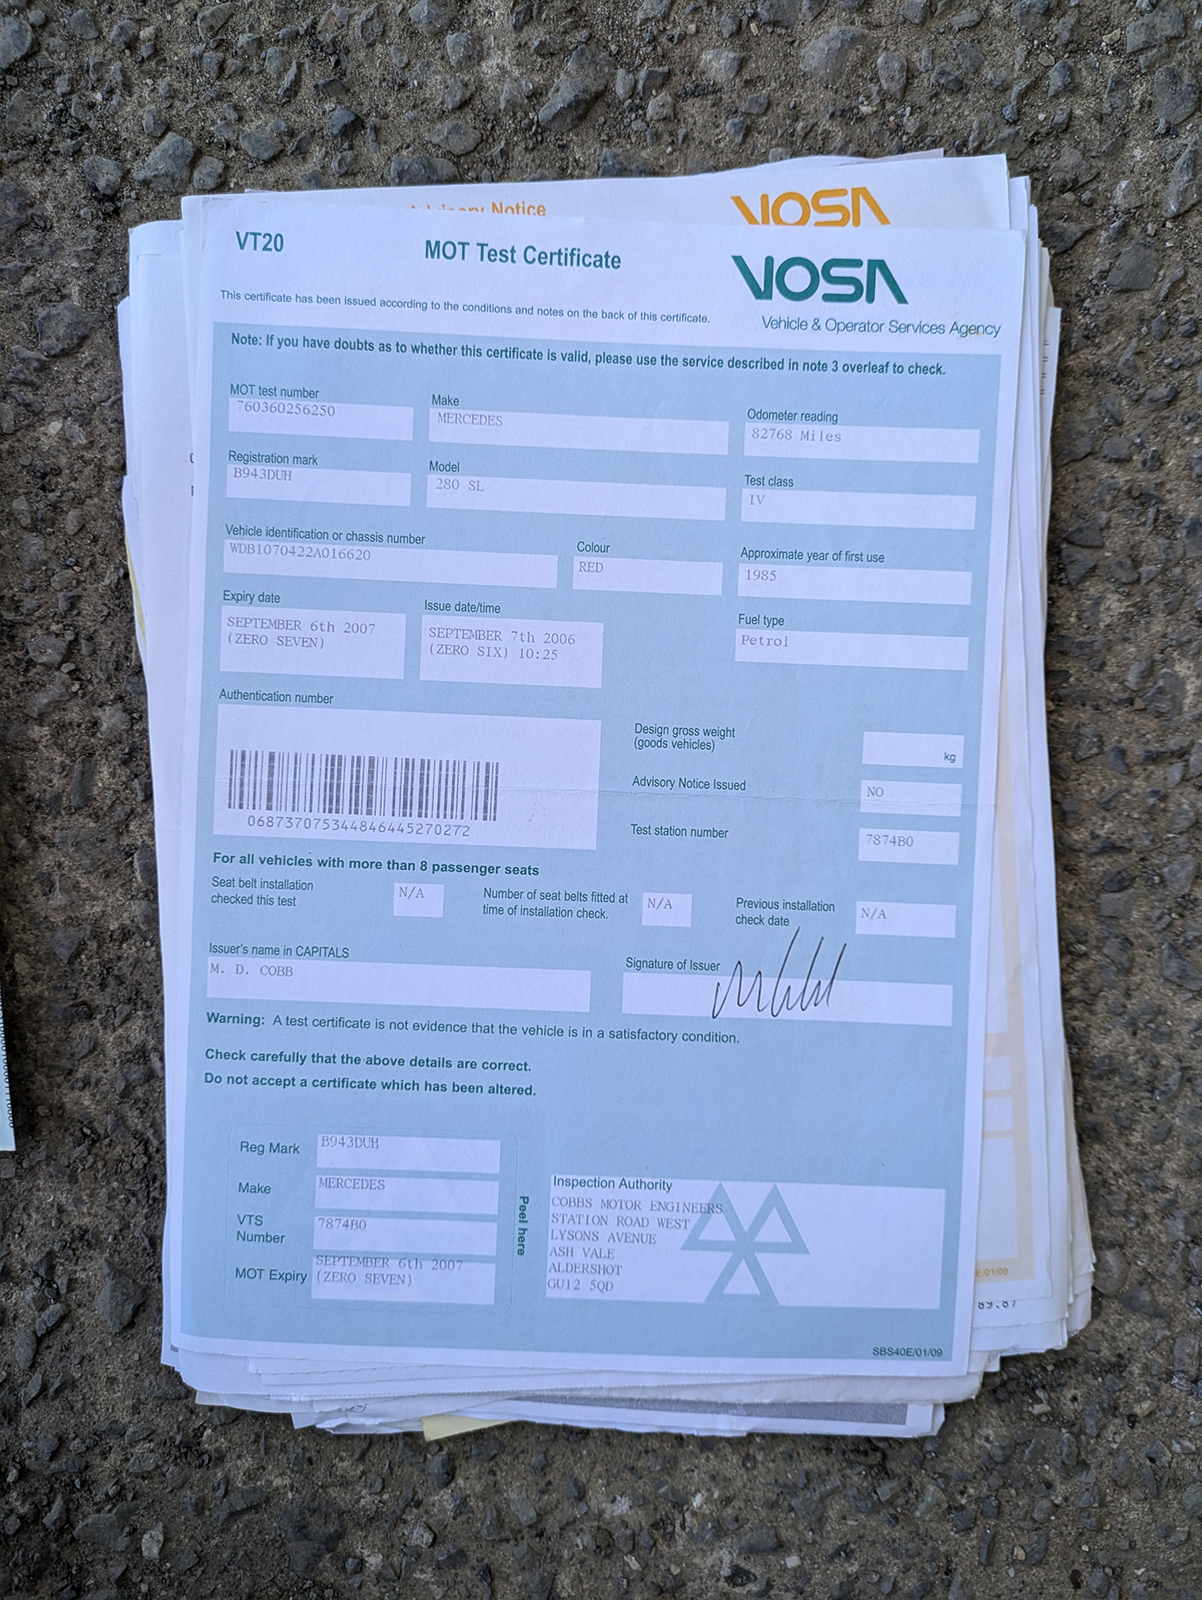 Advisory Notice
VOSA
VT20
MOT Test Certificate
VOSA
Vehicle & Operator Services Agency
This certificate has been issued according to the conditions and notes on the back of this certificate.
Note: If you have doubts as to whether this certificate is valid, please use the service described in note 3 overleaf to check.
MOT test number
760360256250
Make
MERCEDES
Odometer reading
82768 Miles
Registration mark
B943DUH
Model
280 SL
Test class
IV
Vehicle identification or chassis number
WDB1070422A016620
Colour
RED
Approximate year of first use
1985
Expiry date
SEPTEMBER 6th 2007
(ZERO SEVEN)
Issue date/time
SEPTEMBER 7th 2006
(ZERO SIX) 10:25
Fuel type
Petrol
Authentication number
068737075344846445270272
Design gross weight
(goods vehicles)
kg
Advisory Notice Issued
NO
Test station number
7874B0
For all vehicles with more than 8 passenger seats
Seat belt installation
checked this test
N/A
Number of seat belts fitted at
time of installation check.
N/A
Previous installation
check date
N/A
Issuer's name in CAPITALS
M. D. COBB
Signature of Issuer
Warning: A test certificate is not evidence that the vehicle is in a satisfactory condition.
Check carefully that the above details are correct.
Do not accept a certificate which has been altered.
Reg Mark
B943DUH
Make
MERCEDES
VTS
Number
7874B0
MOT Expiry
SEPTEMBER 6th 2007
(ZERO SEVEN)
Peel here
Inspection Authority
COBBS MOTOR ENGINEERS
STATION ROAD WEST
LYSONS AVENUE
ASH VALE
ALDERSHOT
GU12 5QD
SBS40E/01/09
E/01/09